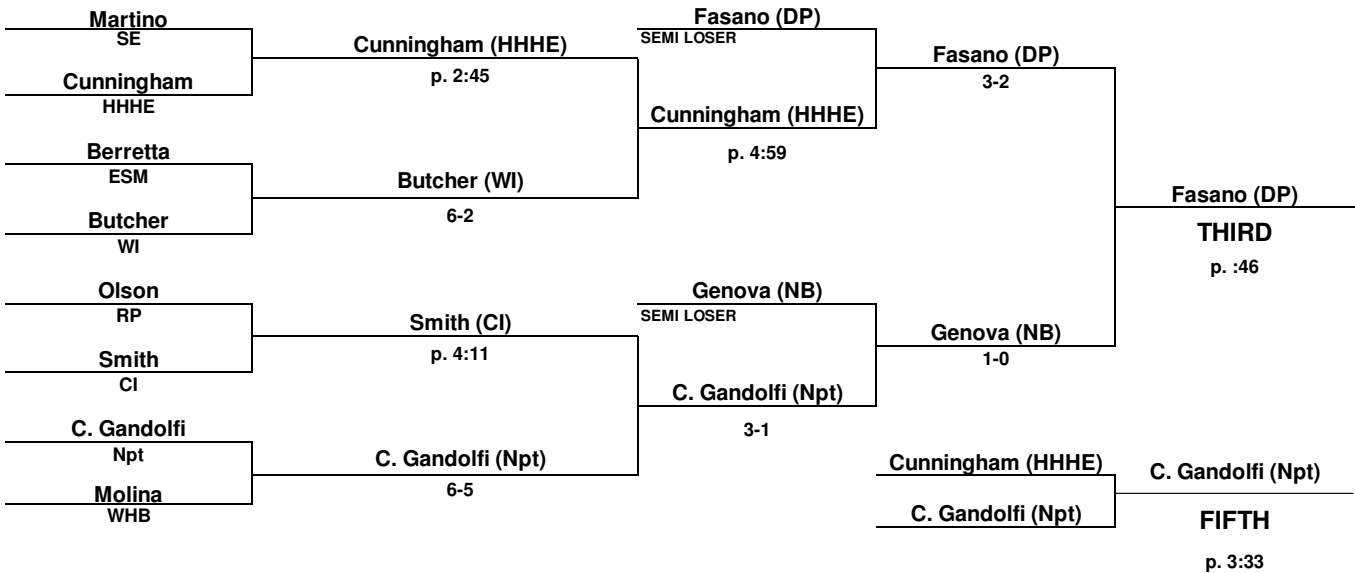 Martino
SE
Cunningham
HHHE
Berretta
ESM
Butcher
WI
Olson
RP
Smith
CI
C. Gandolfi
Npt
Molina
WHB
Cunningham (HHHE)
p. 2:45
Butcher (WI)
6-2
Smith (CI)
p. 4:11
C. Gandolfi (Npt)
6-5
Fasano (DP)
SEMI LOSER
Cunningham (HHHE)
p. 4:59
Genova (NB)
SEMI LOSER
C. Gandolfi (Npt)
3-1
Fasano (DP)
3-2
Genova (NB)
1-0
Fasano (DP)
THIRD
p. :46
Cunningham (HHHE)
C. Gandolfi (Npt)
C. Gandolfi (Npt)
FIFTH
p. 3:33